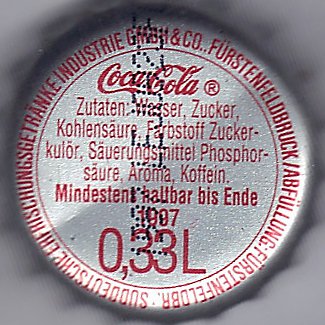 SÜDDEUTSCHE ERFRISCHUNGSGETRÄNKE INDUSTRIE GMBH & CO., FÜRSTENFELDBRUCK / ABFÜLLUNG: FÜRSTENFELDBR.
Coca-Cola ®
Zutaten: Wasser, Zucker,
Kohlensäure, Farbstoff Zucker-
kulör, Säuerungsmittel Phosphor-
säure, Aroma, Koffein.
Mindestens haltbar bis Ende
1997
0,33L